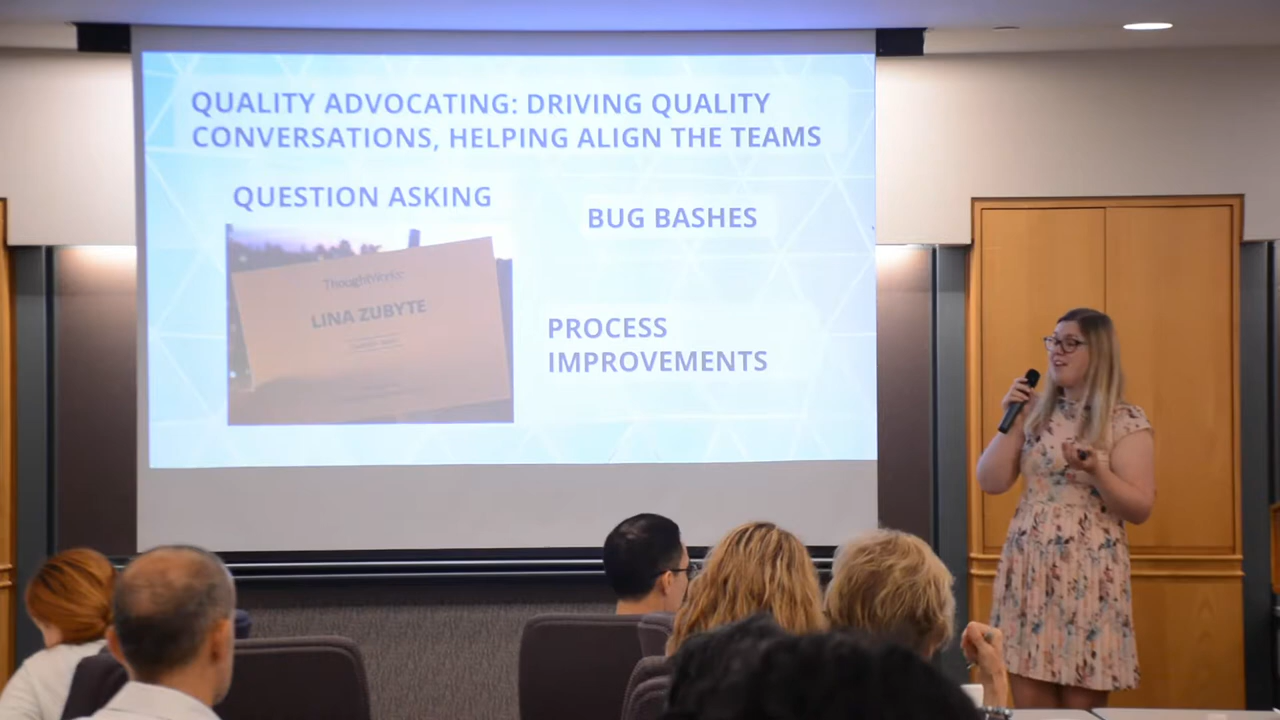 QUALITY ADVOCATING: DRIVING QUALITY
CONVERSATIONS, HELPING ALIGN THE TEAMS
QUESTION ASKING
BUG BASHES
ThoughtWorks
LINA ZUBYTE
PROCESS
IMPROVEMENTS